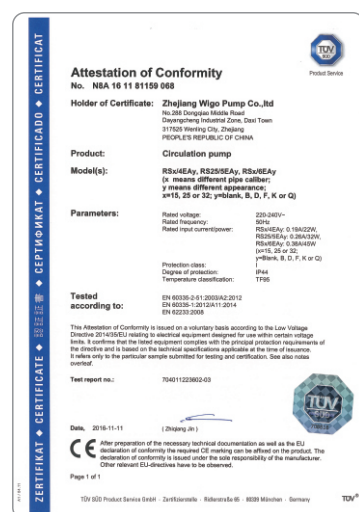 TÜV
SÜD
Product Service
Attestation of Conformity
No. N8A 16 11 81159 068
Holder of Certificate: Zhejiang Wigo Pump Co.,ltd
No.288 Dongqiao Middle Road
Dayangcheng Industrial Zone, Daxi Town
317525 Wenling City, Zhejiang
PEOPLE'S REPUBLIC OF CHINA
Product: Circulation pump
Model(s): RSx/4EAy, RS25/5EAy, RSx/6EAy
(x means different pipe caliber;
y means different appearance;
x=15, 25 or 32; y=blank, B, D, F, K or Q)
Parameters:
Rated voltage: 220-240V~
Rated frequency: 50Hz
Rated input current/power: RSx/4EAy: 0.19A/22W,
RS25/5EAy: 0.26A/32W,
RSx/6EAy: 0.38A/45W
(x=15, 25 or 32;
y=Blank, B, D, F, K or Q)
Protection class: I
Degree of protection: IP44
Temperature classification: TF95
Tested
according to:
EN 60335-2-51:2003/A2:2012
EN 60335-1:2012/A11:2014
EN 62233:2008
This Attestation of Conformity is issued on a voluntary basis according to the Low Voltage
Directive 2014/35/EU relating to electrical equipment designed for use within certain voltage
limits. It confirms that the listed equipment complies with the principal protection requirements of
the directive and is based on the technical specifications applicable at the time of issuance.
It refers only to the particular sample submitted for testing and certification. See also notes
overleaf.
Test report no.: 704011223602-03
Date, 2016-11-11
( Zhiqiang Jin )
CE After preparation of the necessary technical documentation as well as the EU
declaration of conformity the required CE marking can be affixed on the product. The
declaration of conformity is issued under the sole responsibility of the manufacturer.
Other relevant EU-directives have to be observed.
Page 1 of 1
TÜV SÜD Product Service GmbH · Zertifizierstelle · Ridlerstraße 65 · 80339 München · Germany
TÜV®
ZERTIFIKAT ◆ CERTIFICATE ◆ 認證證書 ◆ СЕРТИФИКАТ ◆ CERTIFICADO ◆ CERTIFICAT
TÜV
SÜD